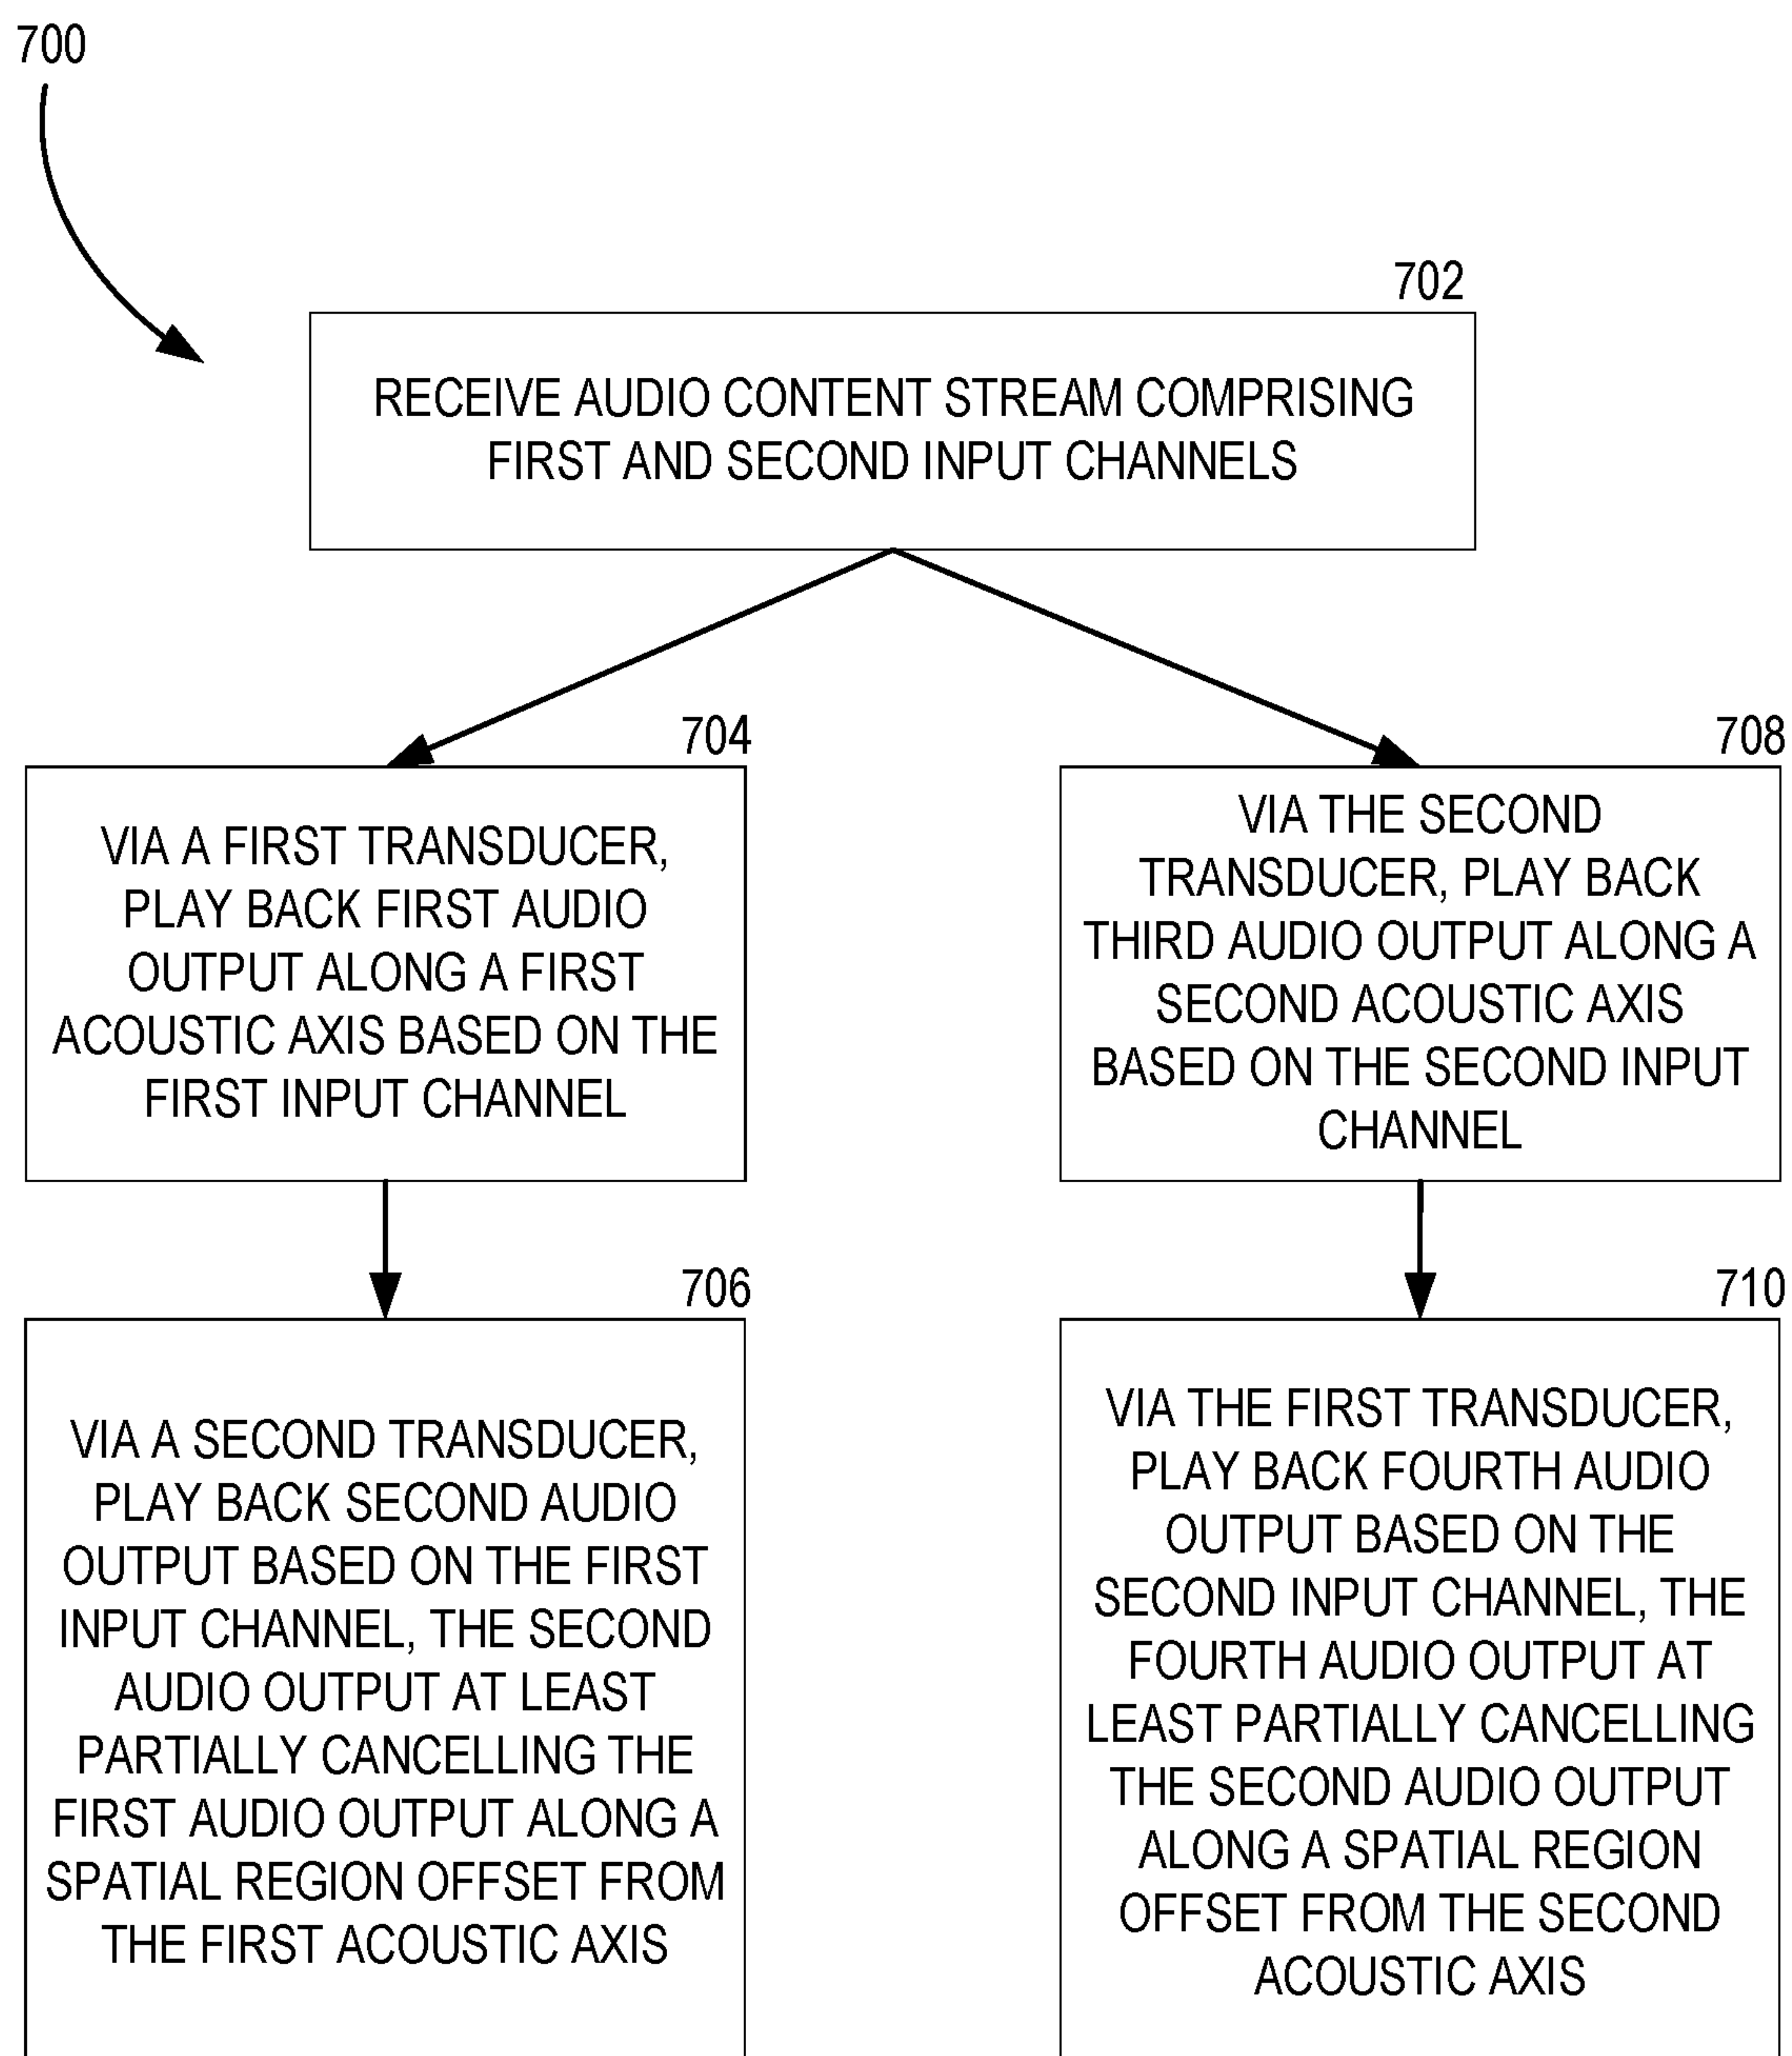 700
702
RECEIVE AUDIO CONTENT STREAM COMPRISING
FIRST AND SECOND INPUT CHANNELS
704
VIA A FIRST TRANSDUCER,
PLAY BACK FIRST AUDIO
OUTPUT ALONG A FIRST
ACOUSTIC AXIS BASED ON THE
FIRST INPUT CHANNEL
706
VIA A SECOND TRANSDUCER,
PLAY BACK SECOND AUDIO
OUTPUT BASED ON THE FIRST
INPUT CHANNEL, THE SECOND
AUDIO OUTPUT AT LEAST
PARTIALLY CANCELLING THE
FIRST AUDIO OUTPUT ALONG A
SPATIAL REGION OFFSET FROM
THE FIRST ACOUSTIC AXIS
708
VIA THE SECOND
TRANSDUCER, PLAY BACK
THIRD AUDIO OUTPUT ALONG A
SECOND ACOUSTIC AXIS
BASED ON THE SECOND INPUT
CHANNEL
710
VIA THE FIRST TRANSDUCER,
PLAY BACK FOURTH AUDIO
OUTPUT BASED ON THE
SECOND INPUT CHANNEL, THE
FOURTH AUDIO OUTPUT AT
LEAST PARTIALLY CANCELLING
THE SECOND AUDIO OUTPUT
ALONG A SPATIAL REGION
OFFSET FROM THE SECOND
ACOUSTIC AXIS